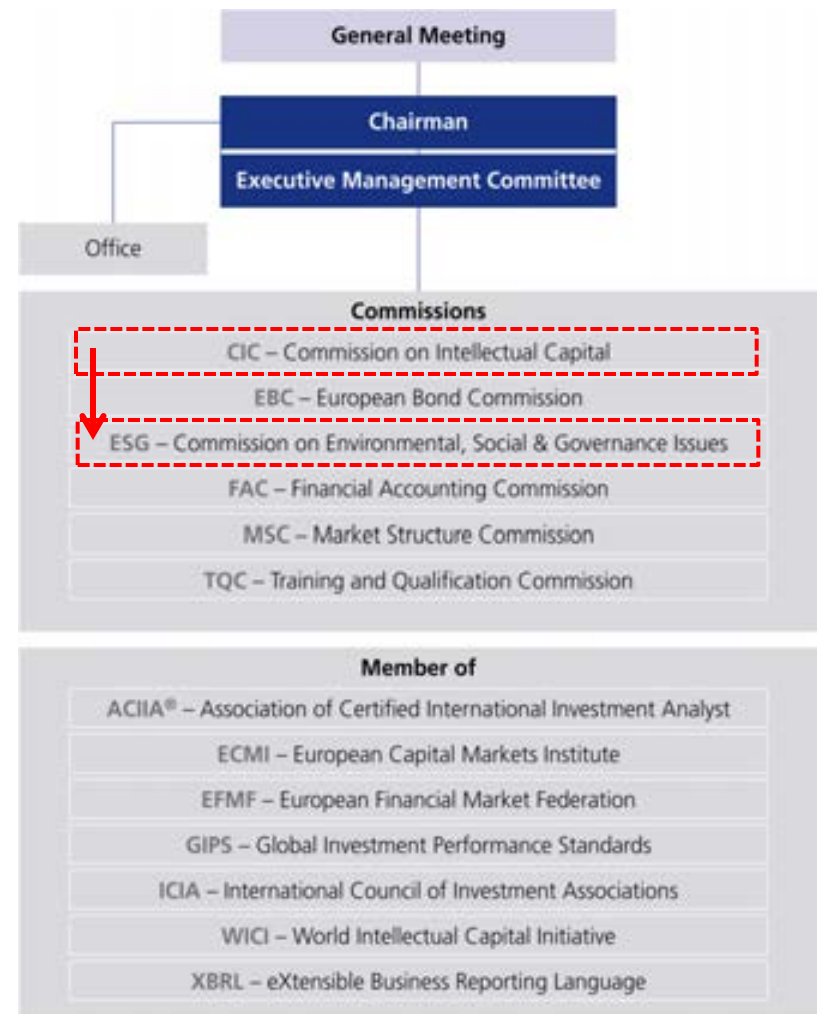 General Meeting
Chairman
Executive Management Committee
Office
Commissions
CIC – Commission on Intellectual Capital
EBC – European Bond Commission
ESG – Commission on Environmental, Social & Governance Issues
FAC – Financial Accounting Commission
MSC – Market Structure Commission
TQC – Training and Qualification Commission
Member of
ACIIA® – Association of Certified International Investment Analyst
ECMI – European Capital Markets Institute
EFMF – European Financial Market Federation
GIPS – Global Investment Performance Standards
ICIA – International Council of Investment Associations
WICI – World Intellectual Capital Initiative
XBRL – eXtensible Business Reporting Language